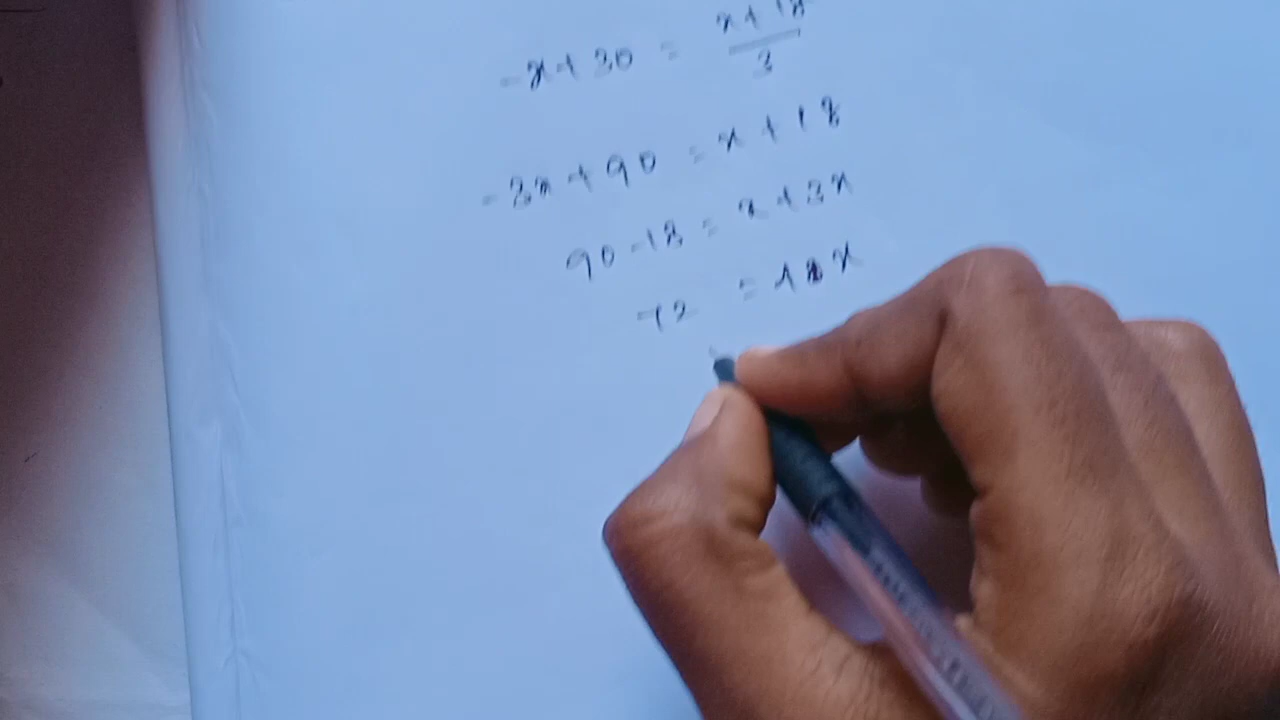 -x+30 = x+18/3
-3x+90 = x+18
90-18 = x+3x
72 =